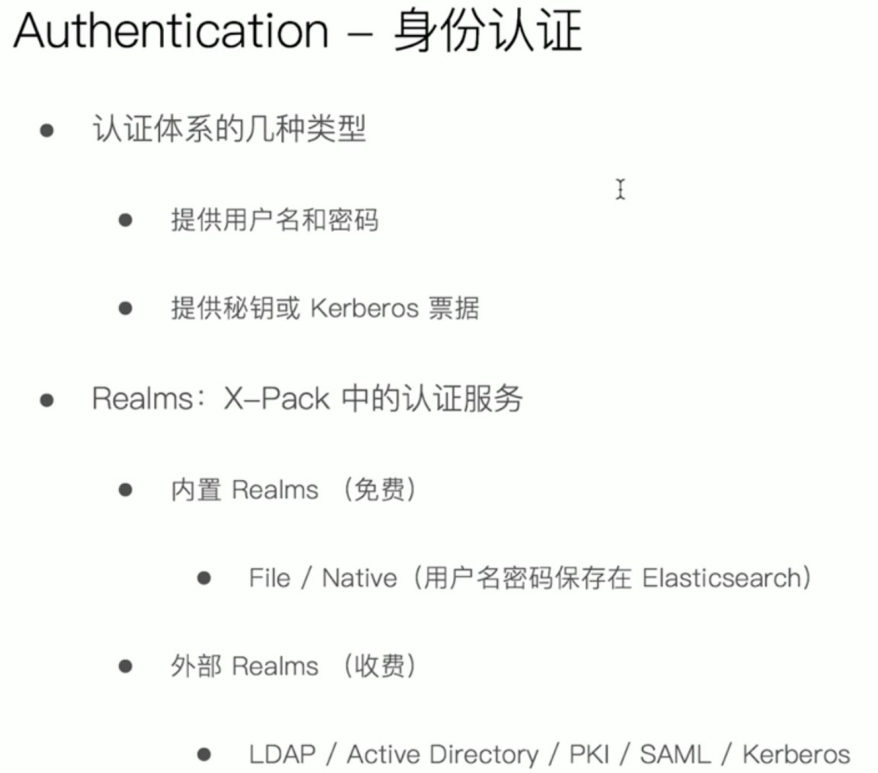 Authentication – 身份认证
认证体系的几种类型
提供用户名和密码
提供秘钥或 Kerberos 票据
Realms：X–Pack 中的认证服务
内置 Realms （免费）
File / Native（用户名密码保存在 Elasticsearch）
外部 Realms （收费）
LDAP / Active Directory / PKI / SAML / Kerberos